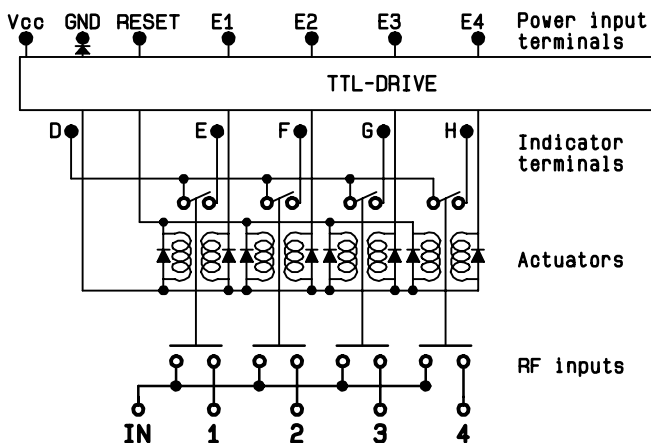 Vcc GND RESET E1 E2 E3 E4 Power input
terminals
TTL-DRIVE
D E F G H
Indicator
terminals
Actuators
RF inputs
IN 1 2 3 4